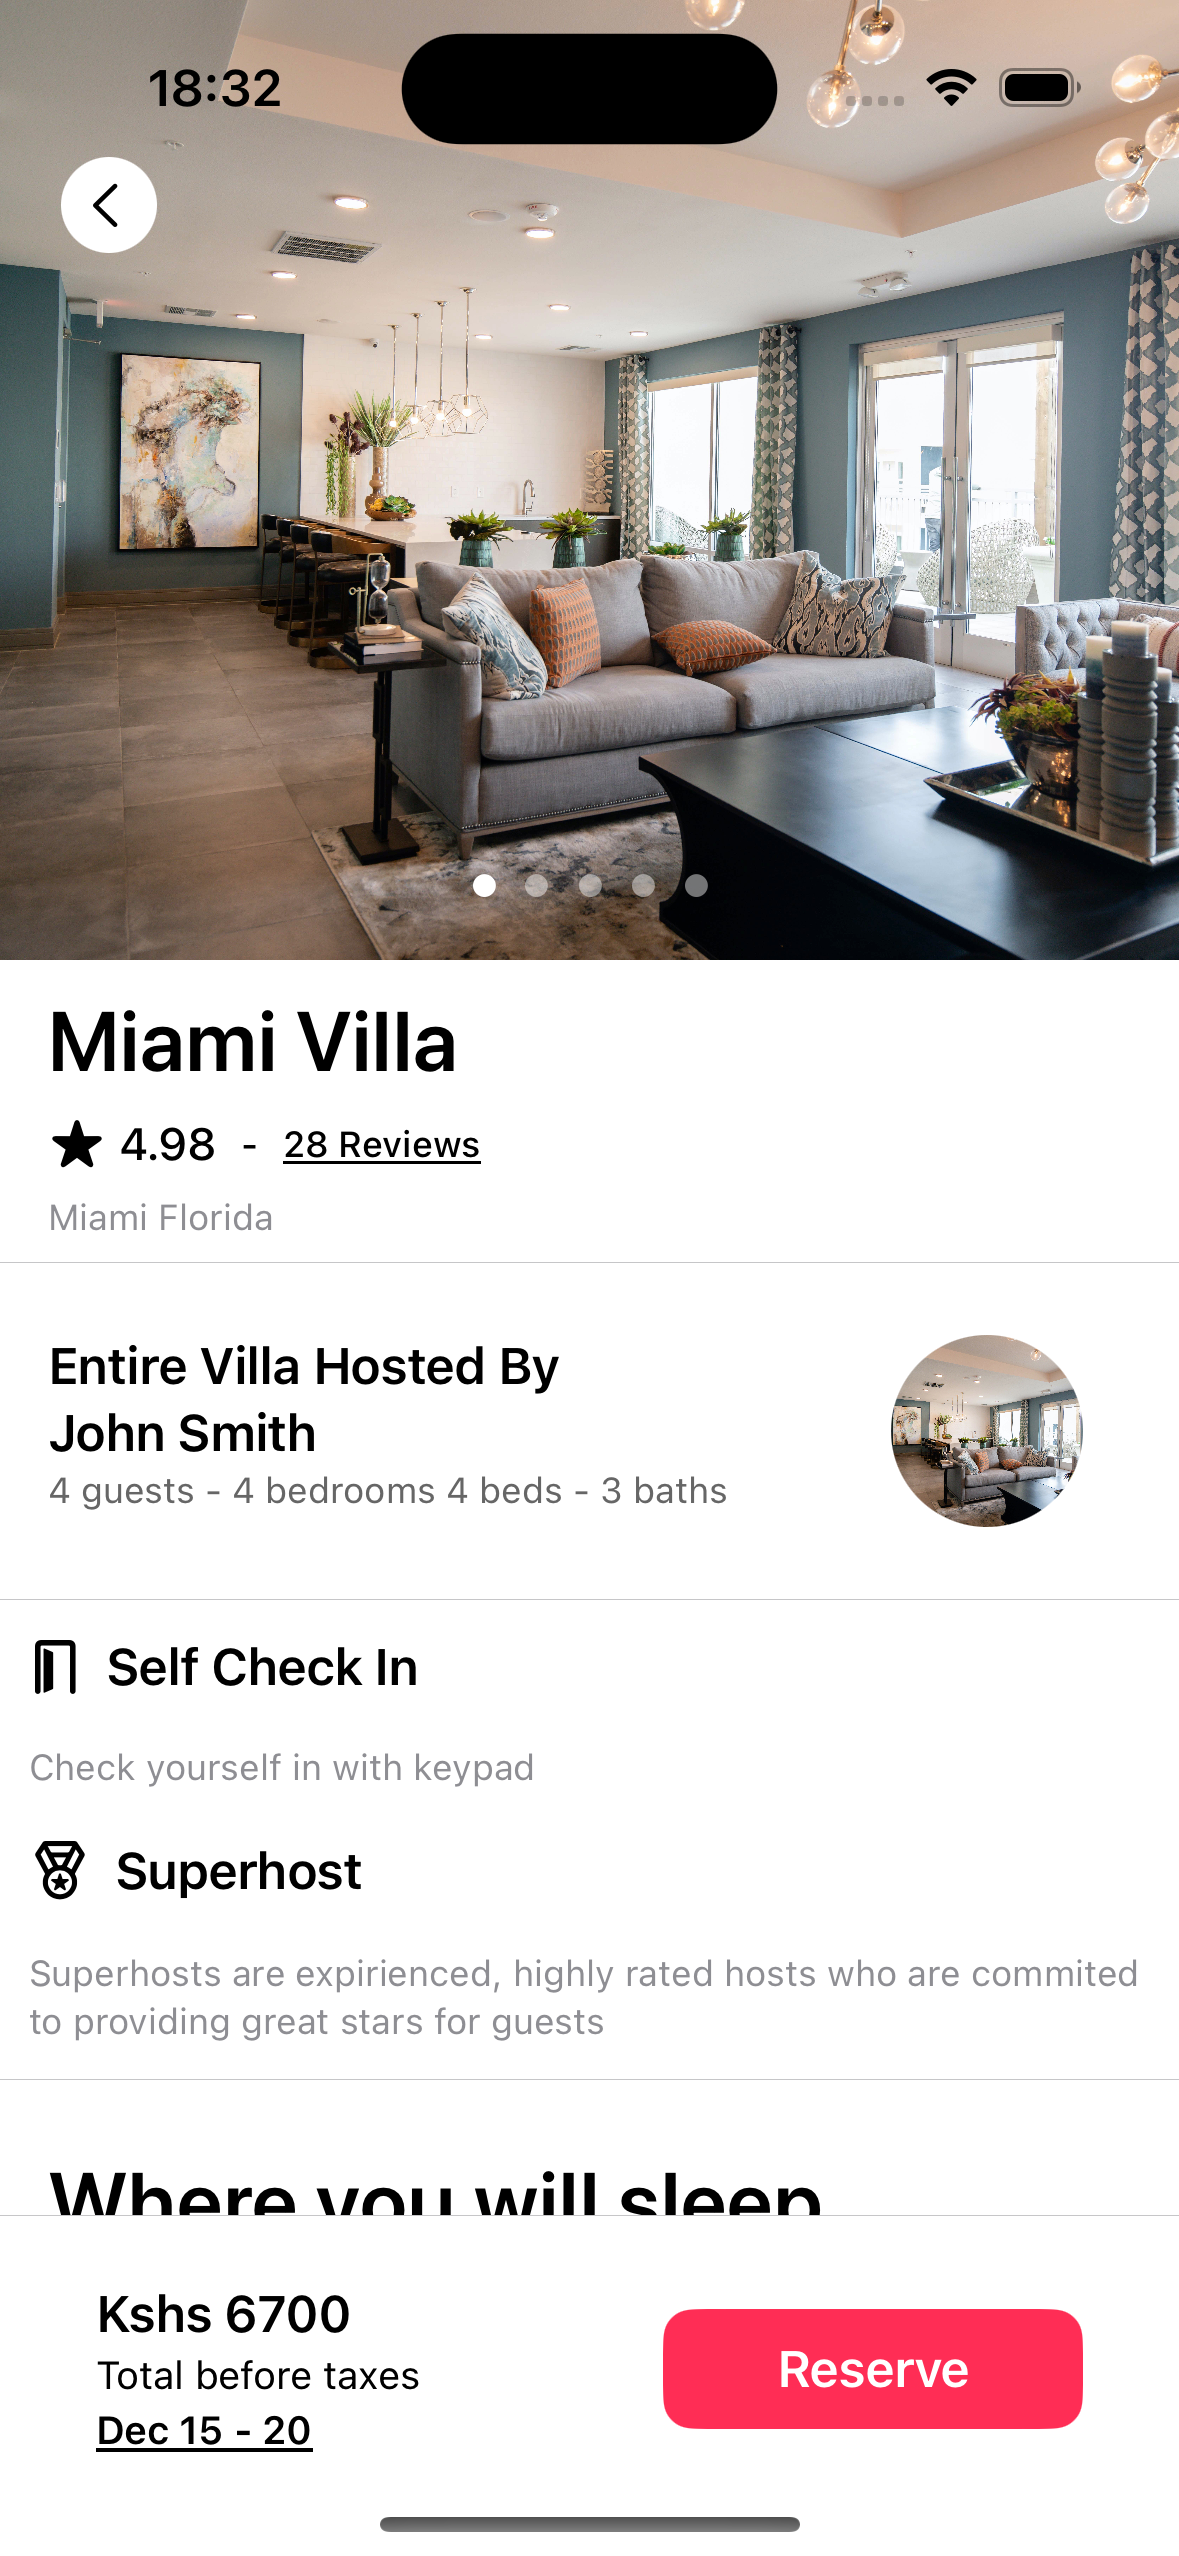 18:32
Miami Villa
4.98 - 28 Reviews
Miami Florida
Entire Villa Hosted By
John Smith
4 guests - 4 bedrooms 4 beds - 3 baths
Self Check In
Check yourself in with keypad
Superhost
Superhosts are expirienced, highly rated hosts who are commited
to providing great stars for guests
Where you will sleep
Kshs 6700
Total before taxes
Dec 15 - 20
Reserve